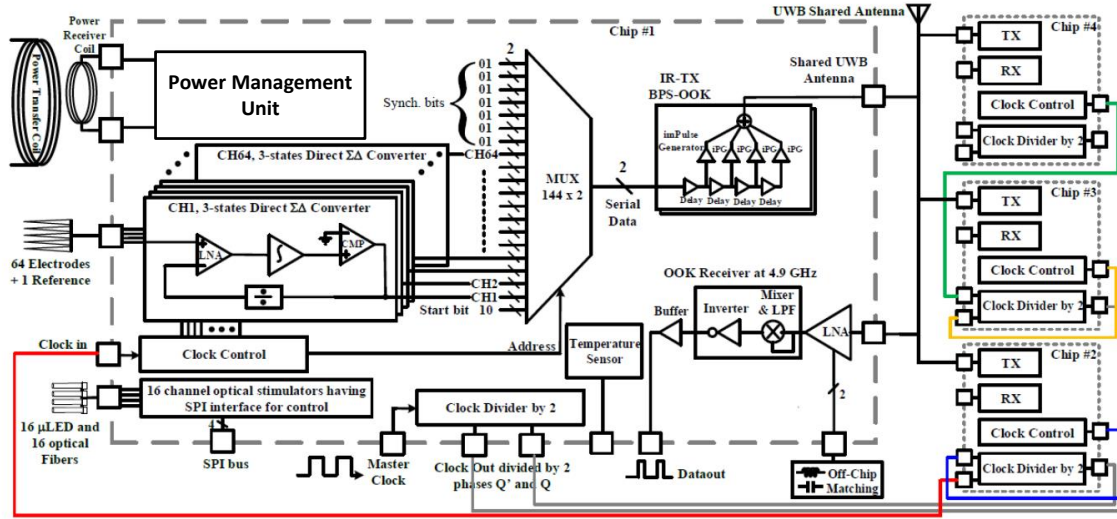 Power
Receiver
Coil
Power Transfer Coil
Power Management
Unit
Chip #1
UWB Shared Antenna
Shared UWB
Antenna
2
01
01
01
01
01
01
01
Synch. bits
CH64
CH2
CH1
Start bit 10
2
MUX
144 x 2
2
Serial
Data
IR-TX
BPS-OOK
imPulse
Generator
iPG
iPG
iPG
Delay
Delay
Delay
Delay
CH64, 3-states Direct ΣΔ Converter
CH1, 3-states Direct ΣΔ Converter
LNA
∫
CMP
÷
64 Electrodes
+ 1 Reference
Clock in
Clock Control
Address
16 channel optical stimulators having
SPI interface for control
4
SPI bus
16 μLED and
16 optical
Fibers
Master
Clock
Clock Divider by 2
Clock Out divided by 2
phases Q' and Q
Temperature
Sensor
OOK Receiver at 4.9 GHz
Buffer
Inverter
Mixer
& LPF
LNA
2
Dataout
Off-Chip
Matching
Chip #4
TX
RX
Clock Control
Clock Divider by 2
Chip #3
TX
RX
Clock Control
Clock Divider by 2
Chip #2
TX
RX
Clock Control
Clock Divider by 2